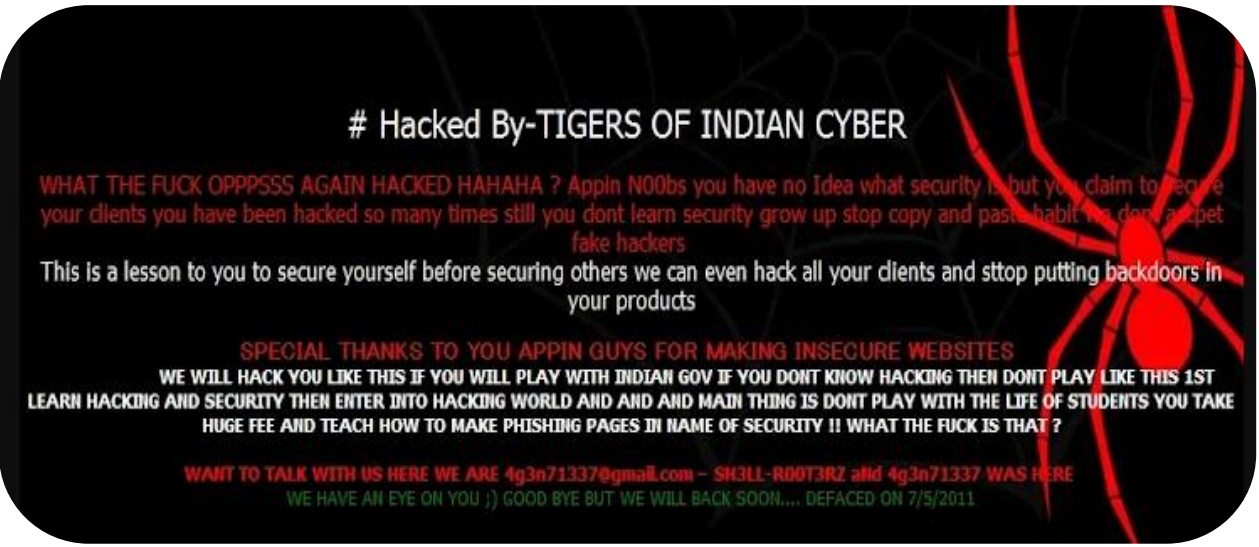 # Hacked By-TIGERS OF INDIAN CYBER
WHAT THE FUCK OPPPSSS AGAIN HACKED HAHAHA ? Appin N00bs you have no Idea what security is but you claim to secure
your clients you have been hacked so many times still you dont learn security grow up stop copy and paste habit dont
fake hackers
This is a lesson to you to secure yourself before securing others we can even hack all your clients and sttop putting backdoors in
your products
SPECIAL THANKS TO YOU APPIN GUYS FOR MAKING INSECURE WEBSITES
WE WILL HACK YOU LIKE THIS IF YOU WILL PLAY WITH INDIAN GOV IF YOU DONT KNOW HACKING THEN DONT PLAY LIKE THIS 1ST
LEARN HACKING AND SECURITY THEN ENTER INTO HACKING WORLD AND AND AND MAIN THING IS DONT PLAY WITH THE LIFE OF STUDENTS YOU TAKE
HUGE FEE AND TEACH HOW TO MAKE PHISHING PAGES IN NAME OF SECURITY !! WHAT THE FUCK IS THAT ?
WANT TO TALK WITH US HERE WE ARE 4g3n71337@gmail.com – SH3LL-R00T3RZ aNd 4g3n71337 WAS HERE
WE HAVE AN EYE ON YOU ;) GOOD BYE BUT WE WILL BACK SOON.... DEFACED ON 7/5/2011